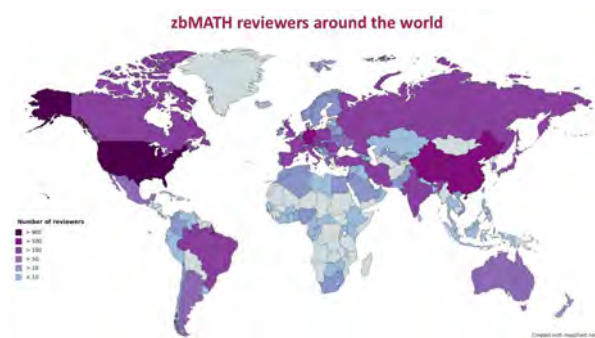 zbMATH reviewers around the world
Number of reviewers
> 900
> 500
> 100
> 50
> 10
≤ 10
Created with mapchart.net